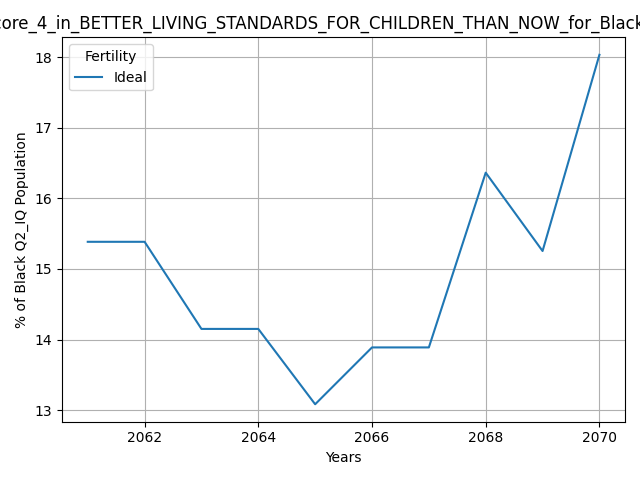 core_4_in_BETTER_LIVING_STANDARDS_FOR_CHILDREN_THAN_NOW_for_Black
Fertility
Ideal
% of Black Q2_IQ Population
18
17
16
15
14
13
2062 2064 2066 2068 2070
Years